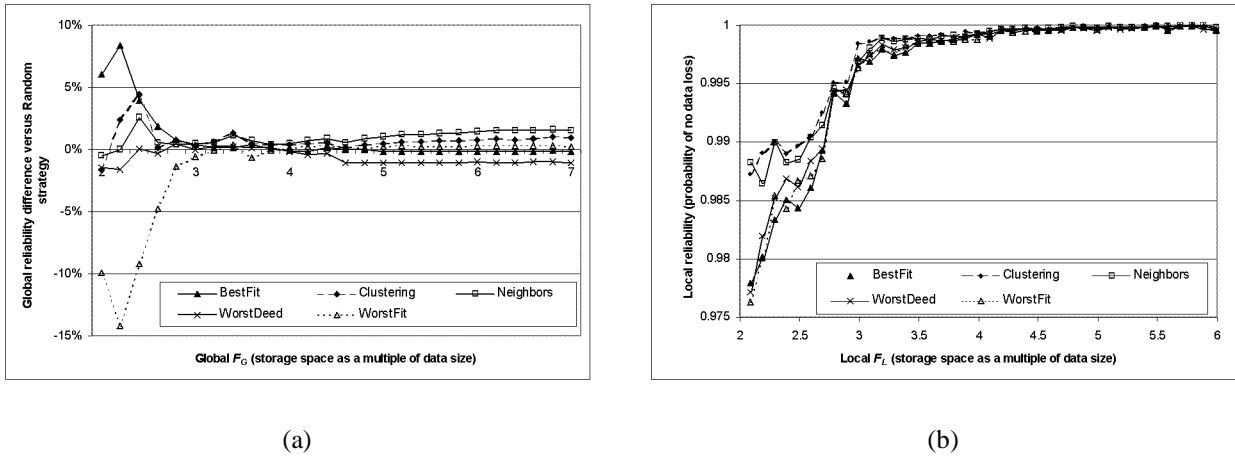 10%
5%
0%
-5%
-10%
-15%
2
3
4
5
6
7
Global reliability difference versus Random
strategy
BestFit
Clustering
Neighbors
WorstDeed
WorstFit
Global F_G (storage space as a multiple of data size)
(a)
1
0.995
0.99
0.985
0.98
0.975
Local reliability (probability of no data loss)
BestFit
Clustering
Neighbors
WorstDeed
WorstFit
2
2.5
3
3.5
4
4.5
5
5.5
6
Local F_L (storage space as a multiple of data size)
(b)